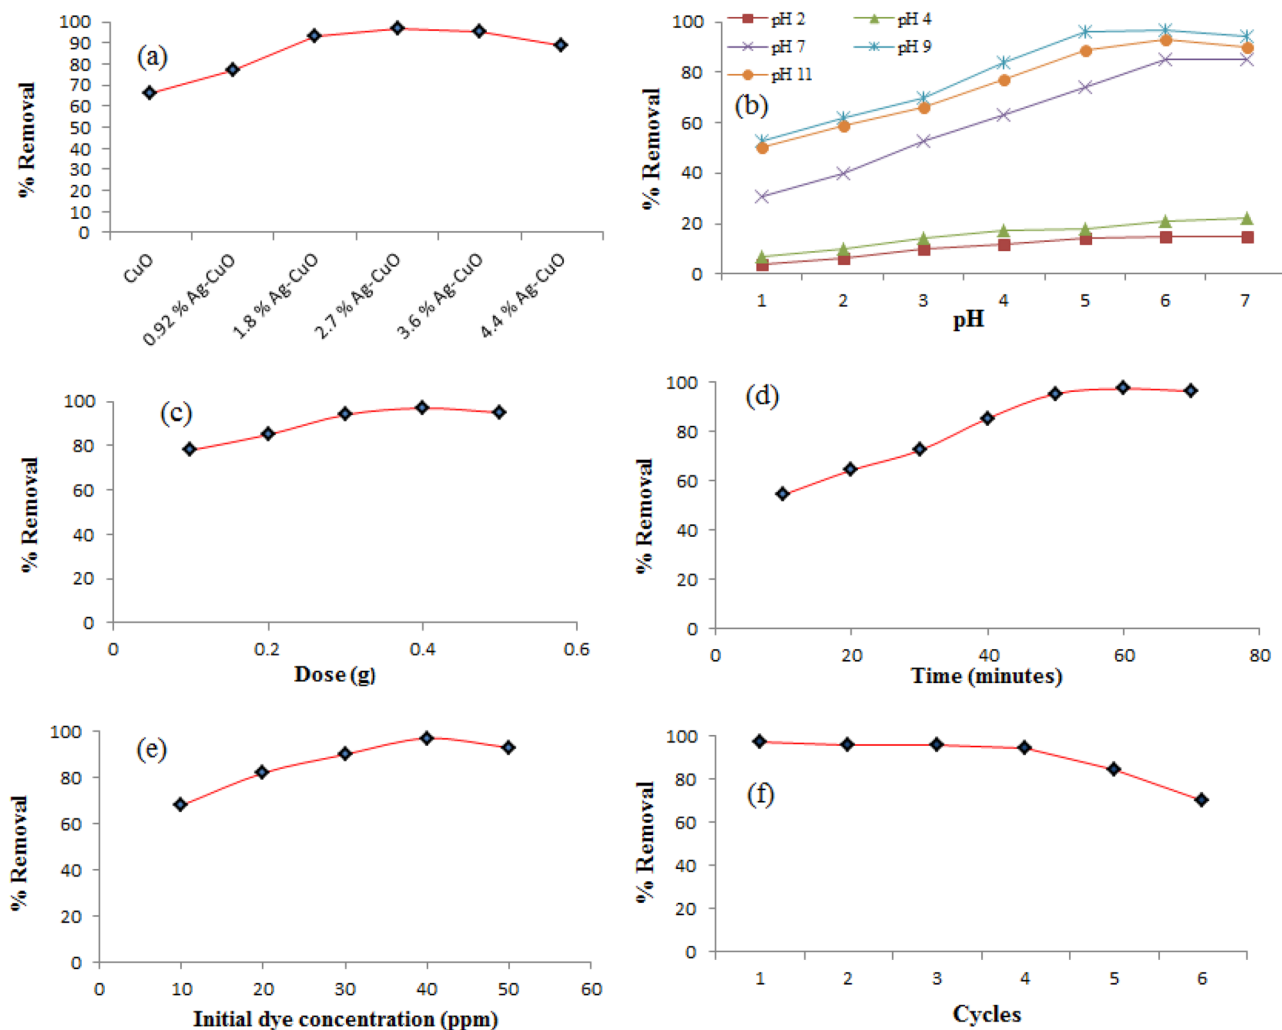 (a)
% Removal
100
90
80
70
60
50
40
30
20
10
0
CuO
0.92 % Ag-CuO
1.8 % Ag-CuO
2.7 % Ag-CuO
3.6 % Ag-CuO
4.4 % Ag-CuO
(b)
% Removal
pH 2
pH 4
pH 7
pH 9
pH 11
100
80
60
40
20
0
1 2 3 4 5 6 7
pH
(c)
% Removal
100
80
60
40
20
0
0 0.2 0.4 0.6
Dose (g)
(d)
% Removal
100
80
60
40
20
0
0 20 40 60 80
Time (minutes)
(e)
% Removal
100
80
60
40
20
0
0 10 20 30 40 50 60
Initial dye concentration (ppm)
(f)
% Removal
100
80
60
40
20
0
1 2 3 4 5 6
Cycles